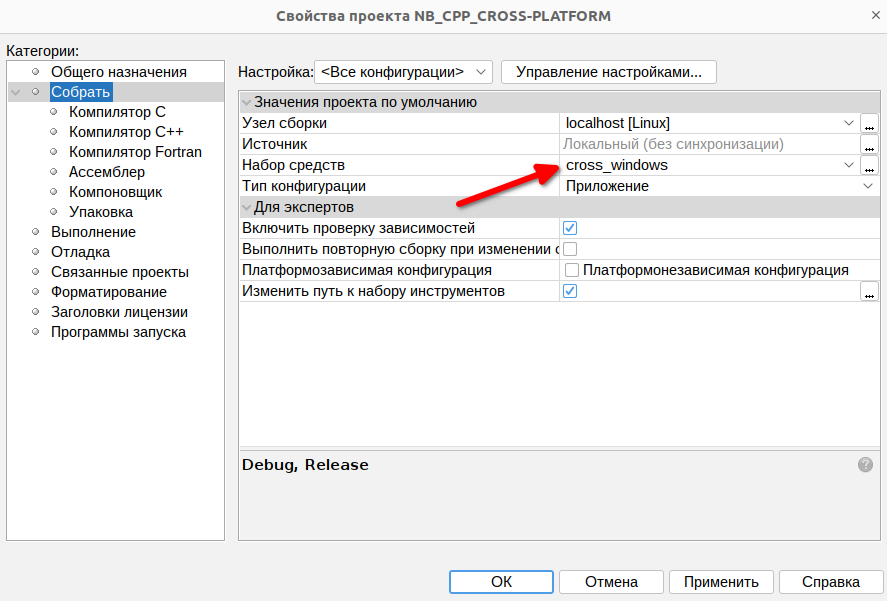 Свойства проекта NB_CPP_CROSS-PLATFORM
Категории:
Общего назначения
Собрать
Компилятор C
Компилятор C++
Компилятор Fortran
Ассемблер
Компоновщик
Упаковка
Выполнение
Отладка
Связанные проекты
Форматирование
Заголовки лицензии
Программы запуска
Настройка: <Все конфигурации> Управление настройками...
Значения проекта по умолчанию
Узел сборки localhost [Linux] ...
Источник Локальный (без синхронизации) ...
Набор средств cross_windows ...
Тип конфигурации Приложение
Для экспертов
Включить проверку зависимостей
Выполнить повторную сборку при изменении с
Платформозависимая конфигурация Платформонезависимая конфигурация
Изменить путь к набору инструментов ...
Debug, Release
?
ОК Отмена Применить Справка